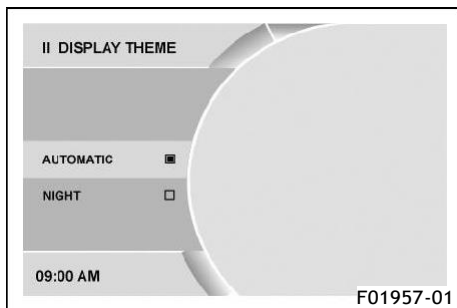 II DISPLAY THEME
AUTOMATIC
NIGHT
09:00 AM
F01957-01